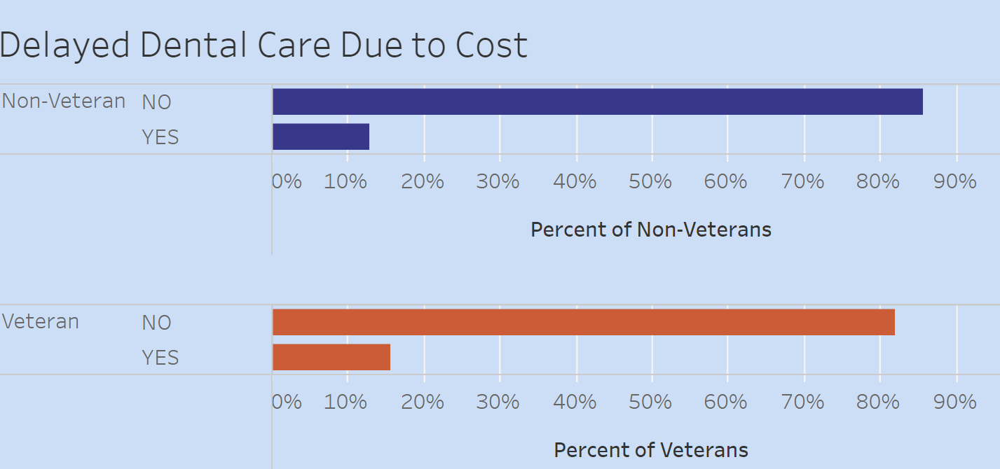 Delayed Dental Care Due to Cost
Non-Veteran NO
YES
0% 10% 20% 30% 40% 50% 60% 70% 80% 90%
Percent of Non-Veterans
Veteran NO
YES
0% 10% 20% 30% 40% 50% 60% 70% 80% 90%
Percent of Veterans